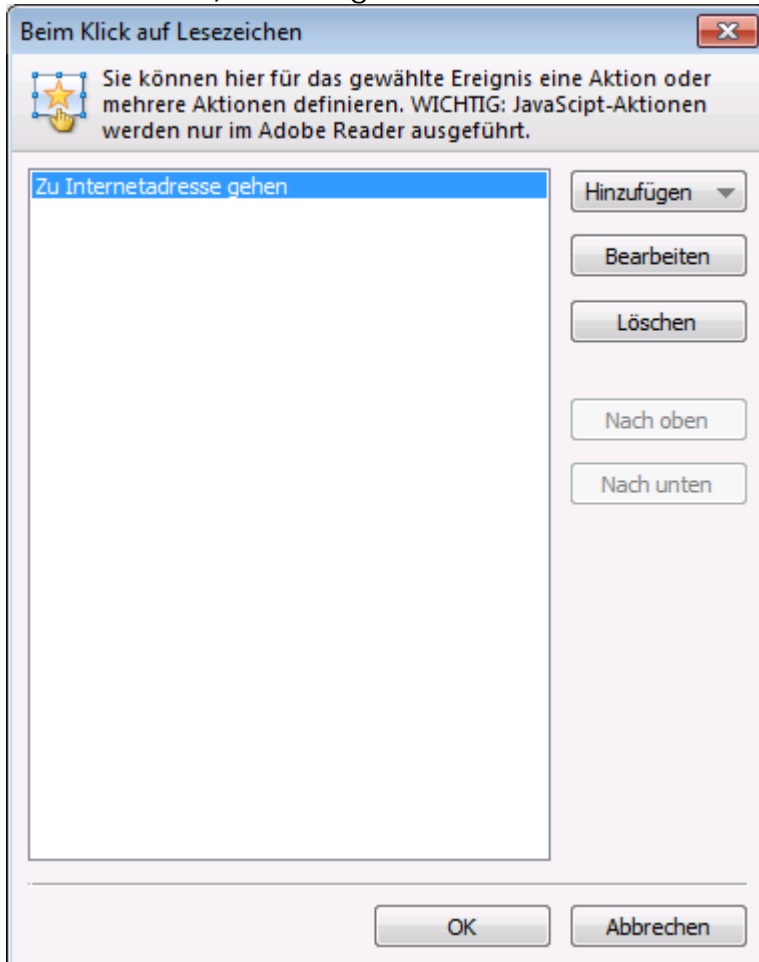 Beim Klick auf Lesezeichen
Sie können hier für das gewählte Ereignis eine Aktion oder
mehrere Aktionen definieren. WICHTIG: JavaScipt-Aktionen
werden nur im Adobe Reader ausgeführt.
Zu Internetadresse gehen
Hinzufügen
Bearbeiten
Löschen
Nach oben
Nach unten
OK
Abbrechen